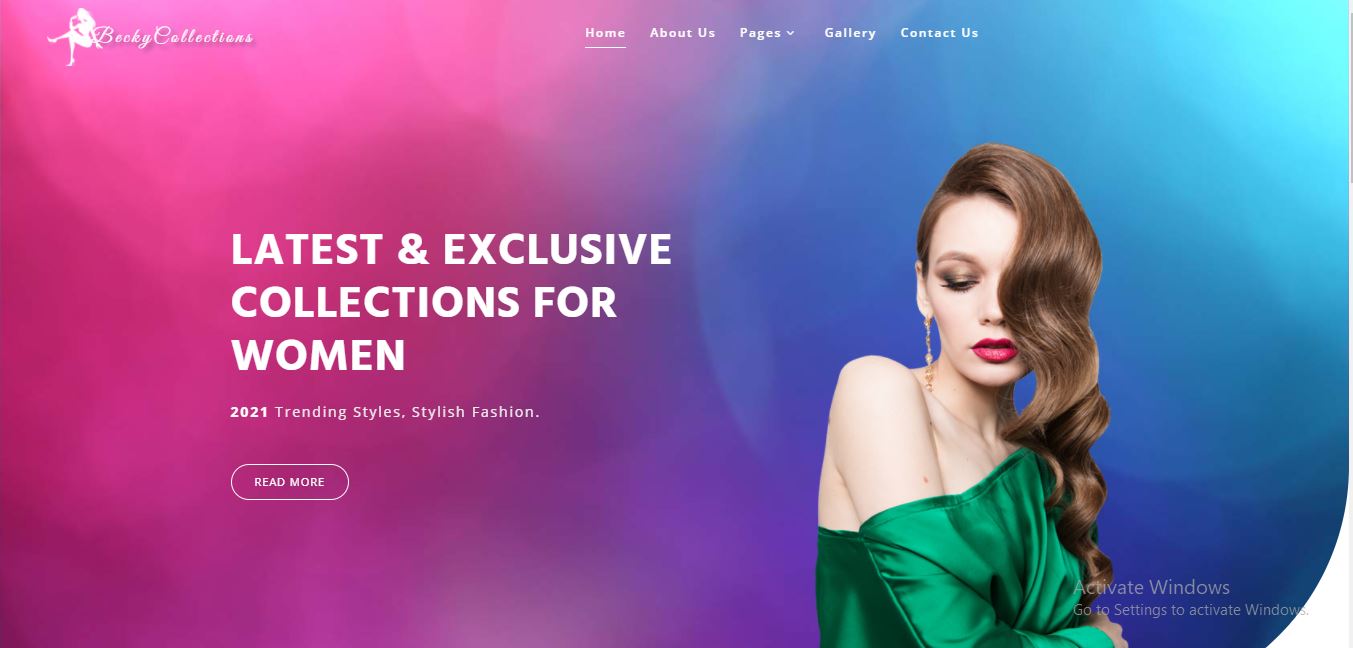 BeckyCollections
Home About Us Pages Gallery Contact Us
LATEST & EXCLUSIVE
COLLECTIONS FOR
WOMEN
2021 Trending Styles, Stylish Fashion.
READ MORE
Activate Windows
Go to Settings to activate Windows.